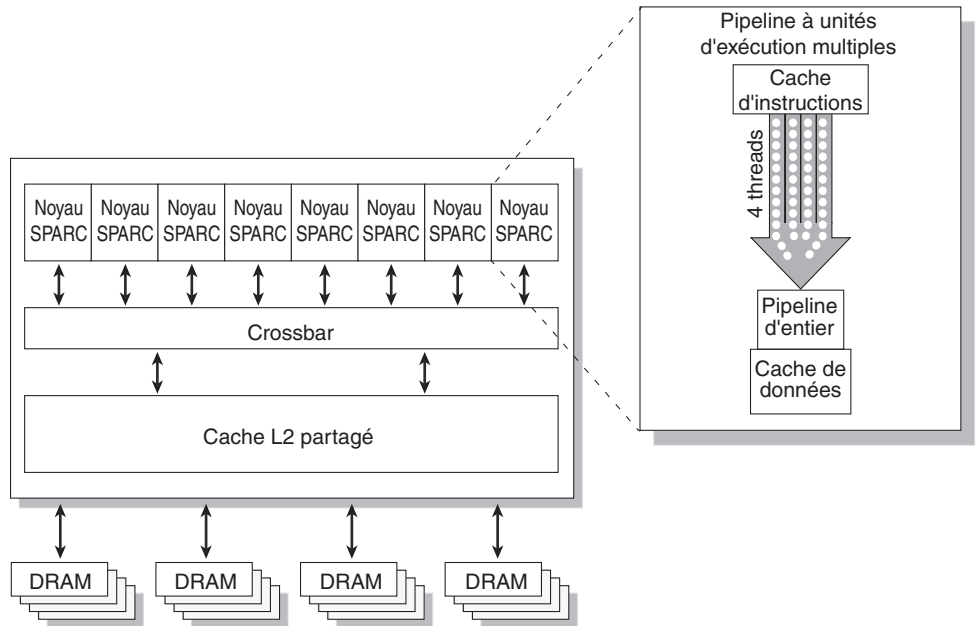 Pipeline à unités
d'exécution multiples
Cache
d'instructions
4 threads
Pipeline
d'entier
Cache de
données
Noyau
SPARC
Noyau
SPARC
Noyau
SPARC
Noyau
SPARC
Noyau
SPARC
Noyau
SPARC
Noyau
SPARC
Noyau
SPARC
Crossbar
Cache L2 partagé
DRAM
DRAM
DRAM
DRAM